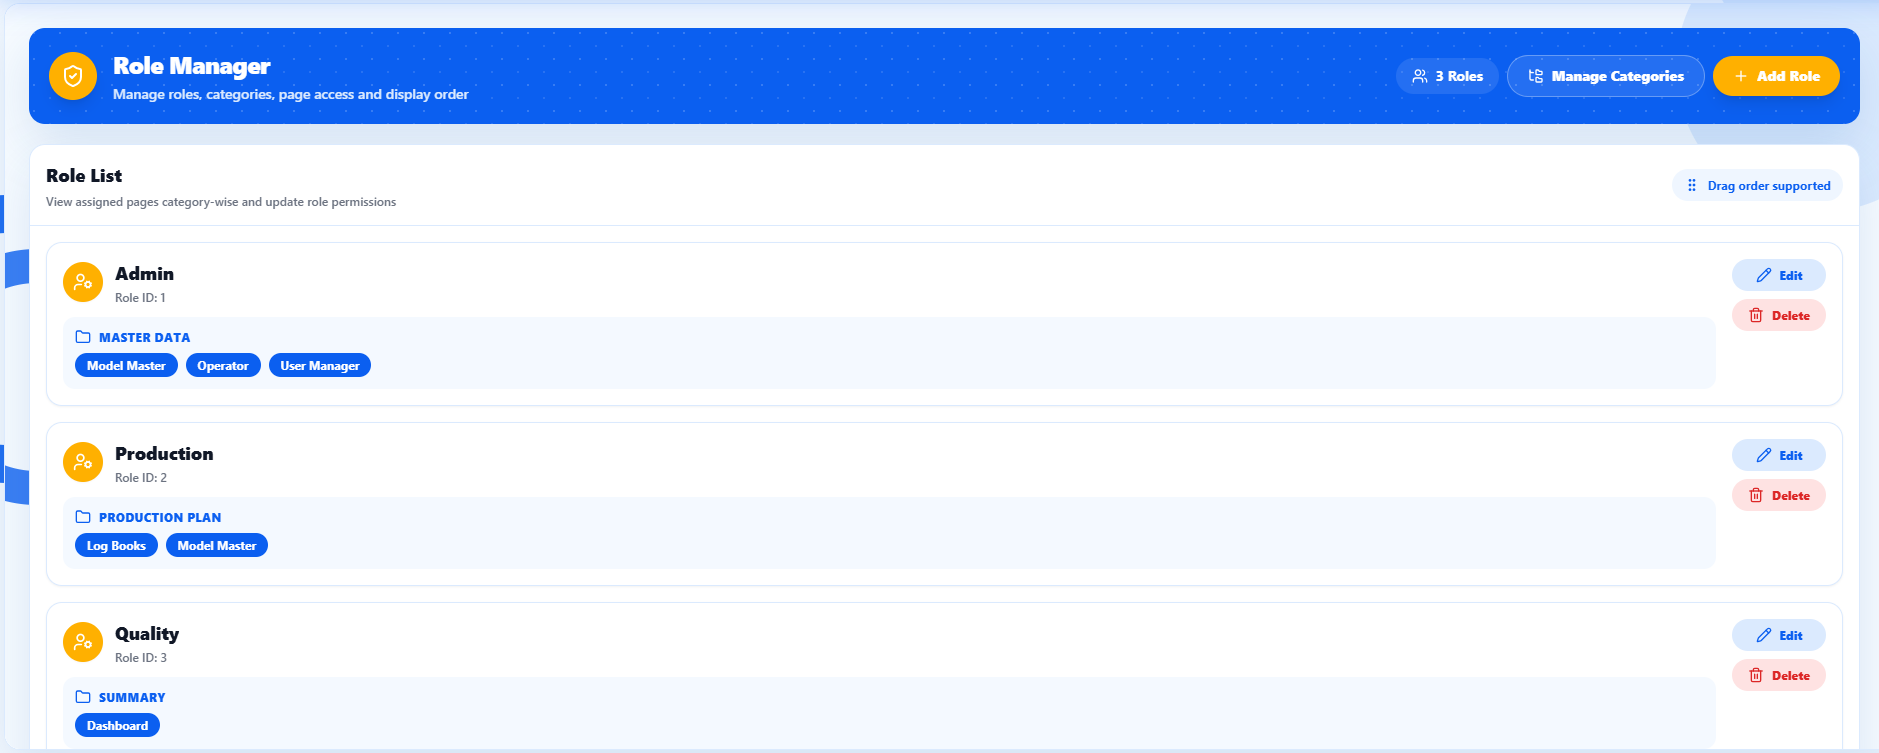 Role Manager
Manage roles, categories, page access and display order
3 Roles
Manage Categories
+ Add Role
Role List
View assigned pages category-wise and update role permissions
Drag order supported
Admin
Role ID: 1
Edit
Delete
MASTER DATA
Model Master
Operator
User Manager
Production
Role ID: 2
Edit
Delete
PRODUCTION PLAN
Log Books
Model Master
Quality
Role ID: 3
Edit
Delete
SUMMARY
Dashboard